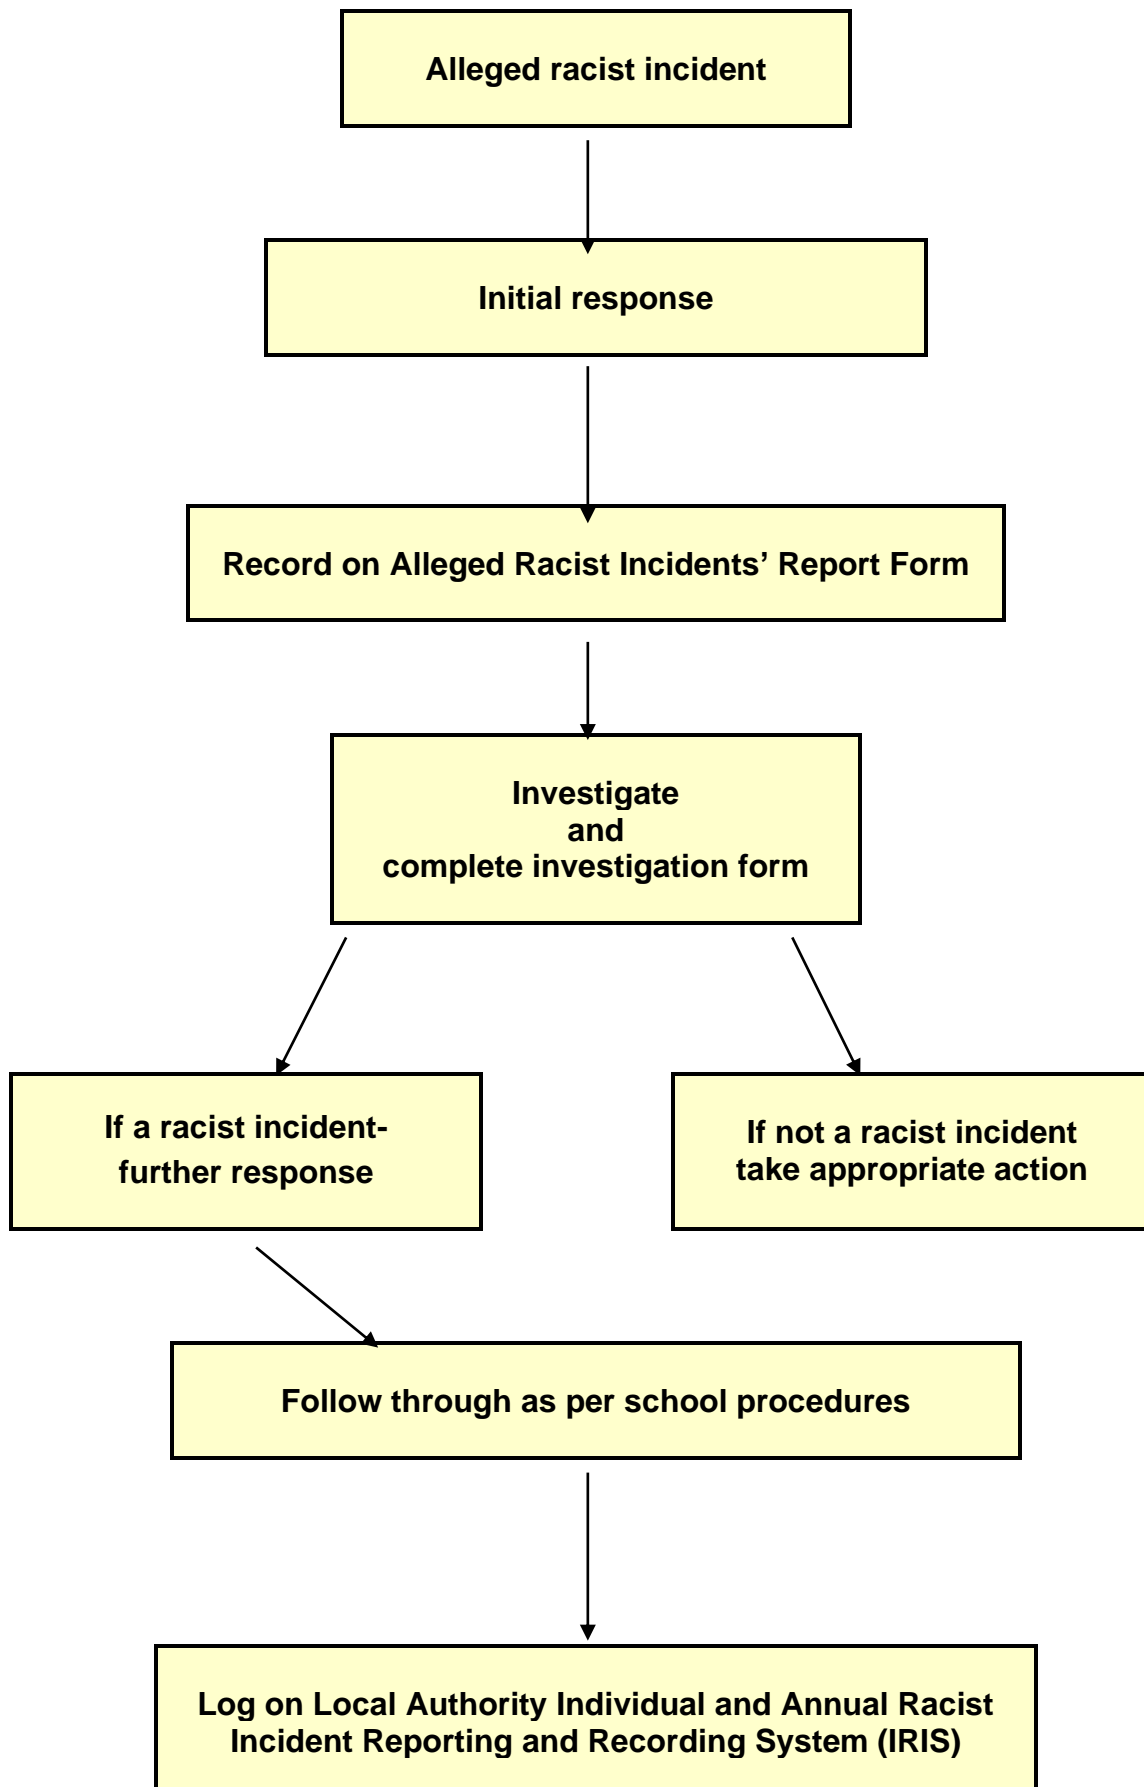 Alleged racist incident
Initial response
Record on Alleged Racist Incidents’ Report Form
Investigate
and
complete investigation form
If a racist incident-
further response
If not a racist incident
take appropriate action
Follow through as per school procedures
Log on Local Authority Individual and Annual Racist
Incident Reporting and Recording System (IRIS)